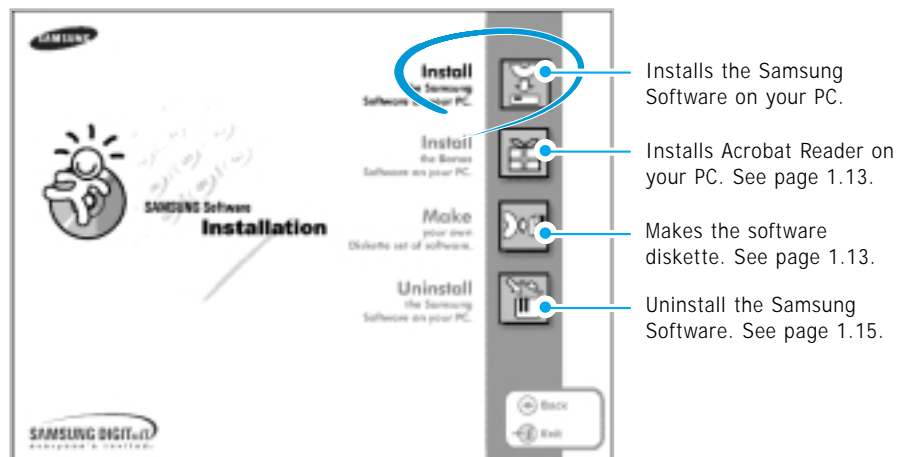 SAMSUNG
Install
the Samsung
Software on your PC.
Install
the Bonus
Software on your PC.
Make
your own
Diskette set of software.
Uninstall
the Samsung
Software on your PC.
SAMSUNG Software
Installation
Back
Exit
SAMSUNG DIGITall
everyone's invited.
Installs the Samsung
Software on your PC.
Installs Acrobat Reader on
your PC. See page 1.13.
Makes the software
diskette. See page 1.13.
Uninstall the Samsung
Software. See page 1.15.